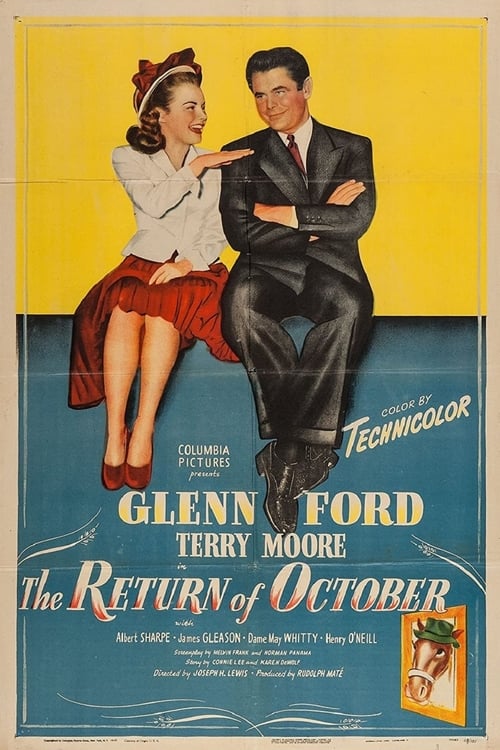 COLOR BY
TECHNICOLOR
COLUMBIA
PICTURES
presents
GLENN FORD
TERRY MOORE
in
The RETURN of OCTOBER
with
Albert SHARPE · James GLEASON · Dame May WHITTY · Henry O'NEILL
Screenplay by MELVIN FRANK and NORMAN PANAMA
Story by CONNIE LEE and KAREN DeWOLF
Directed by JOSEPH H. LEWIS · Produced by RUDOLPH MATÉ